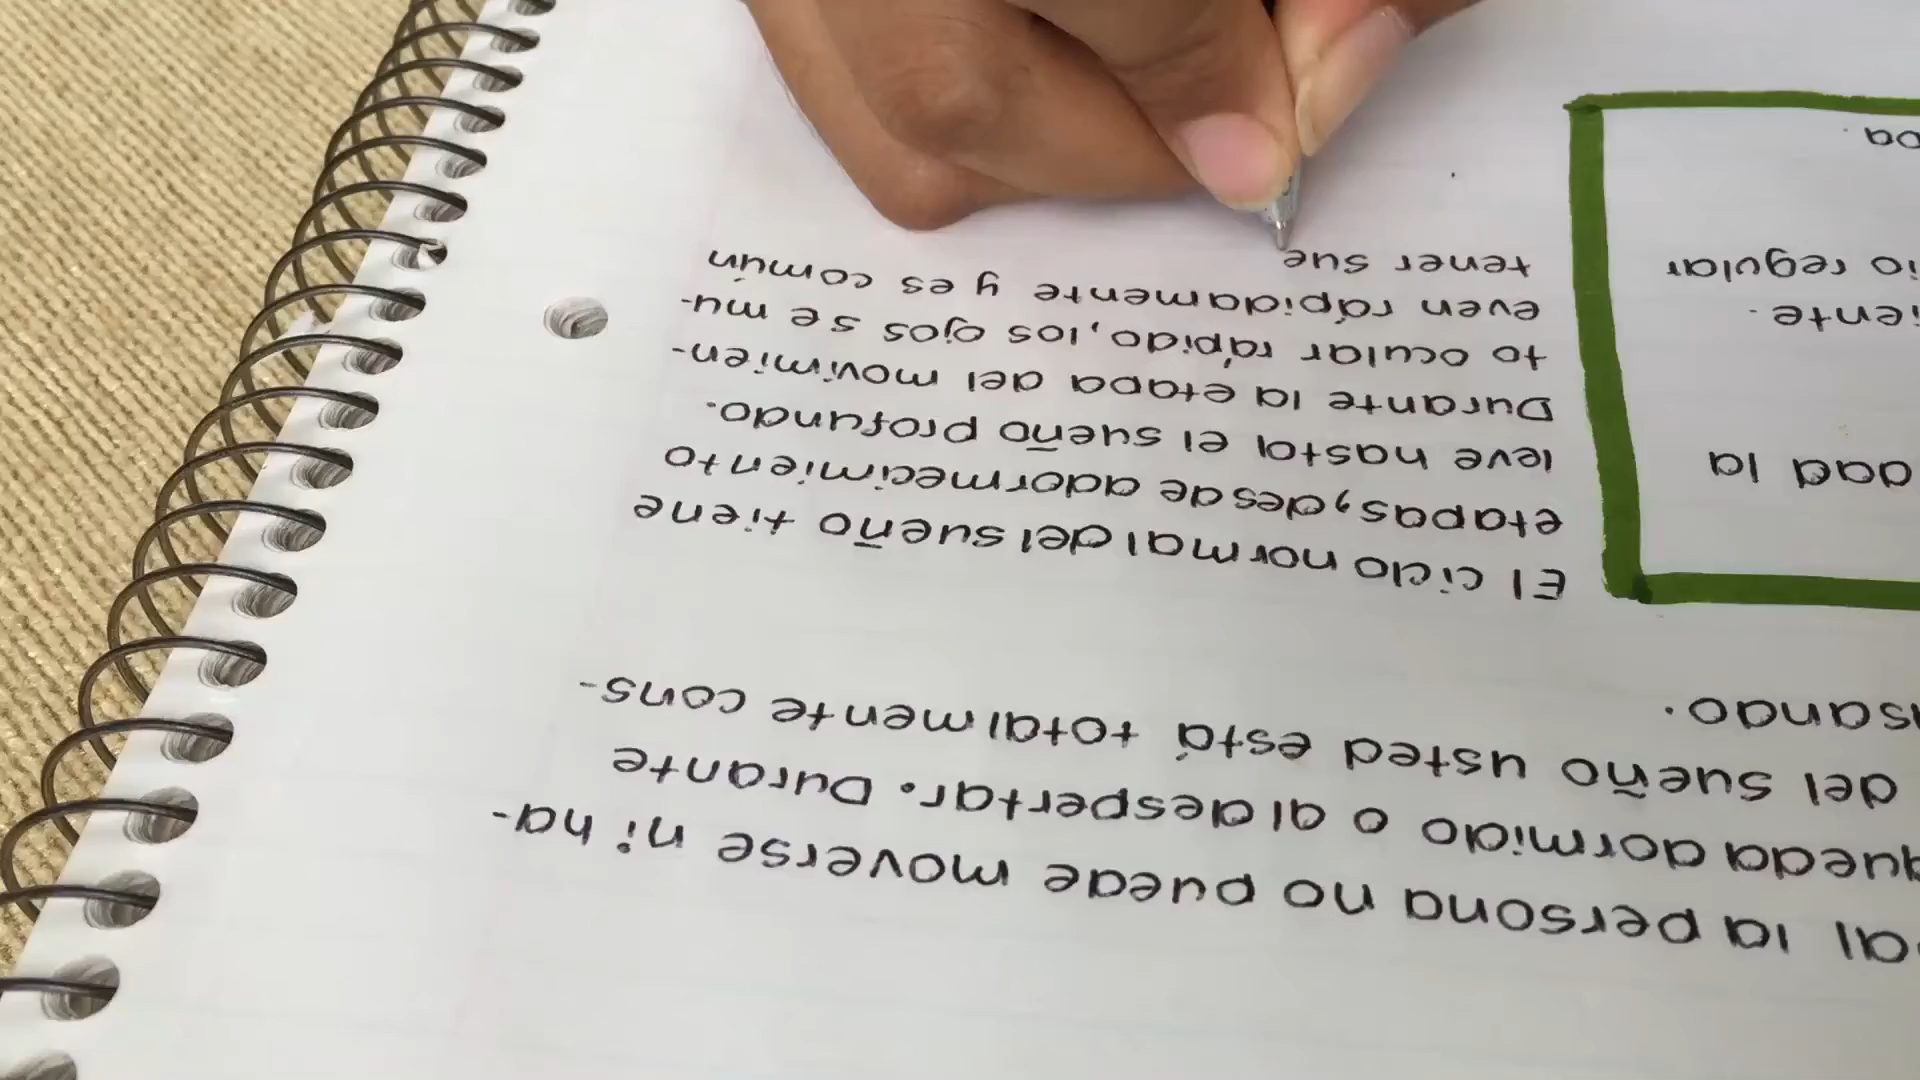 al la persona no puede moverse ni ha-
queda dormido o al despertar. Durante
del sueño usted está totalmente cons-
sando.
El ciclo normal del sueño tiene
etapas, desde adormecimiento
leve hasta el sueño profundo.
Durante la etapa del movimien-
to ocular rápido, los ojos se mu-
even rápidamente y es común
tener sue
dad la
iente.
io regular
pa.